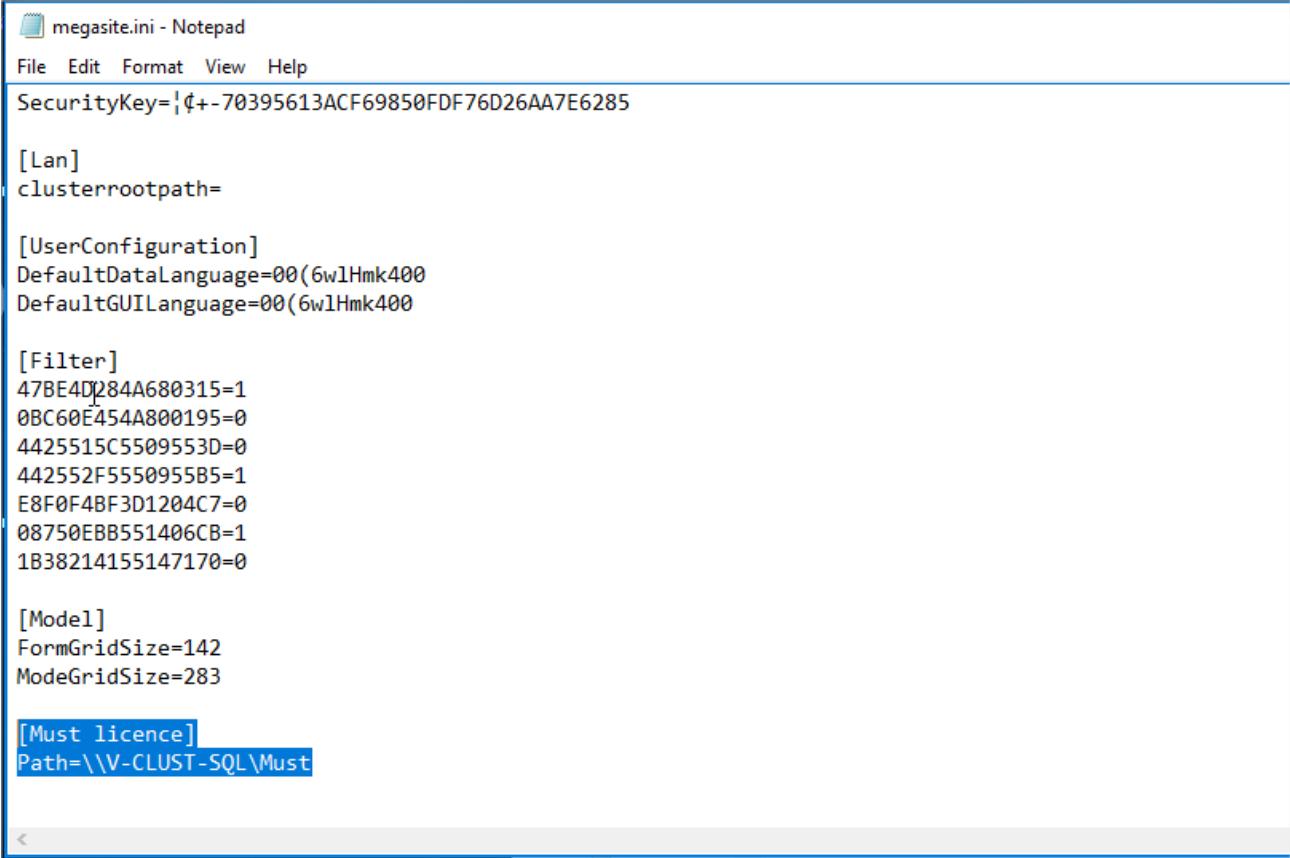 megasite.ini - Notepad
File Edit Format View Help
SecurityKey=¦¢+-70395613ACF69850FDF76D26AA7E6285
[Lan]
clusterrootpath=
[UserConfiguration]
DefaultDataLanguage=00(6wlHmk400
DefaultGUILanguage=00(6wlHmk400
[Filter]
47BE4D284A680315=1
0BC60E454A800195=0
4425515C5509553D=0
442552F5550955B5=1
E8F0F4BF3D1204C7=0
08750EBB551406CB=1
1B38214155147170=0
[Model]
FormGridSize=142
ModeGridSize=283
[Must licence]
Path=\\V-CLUST-SQL\Must